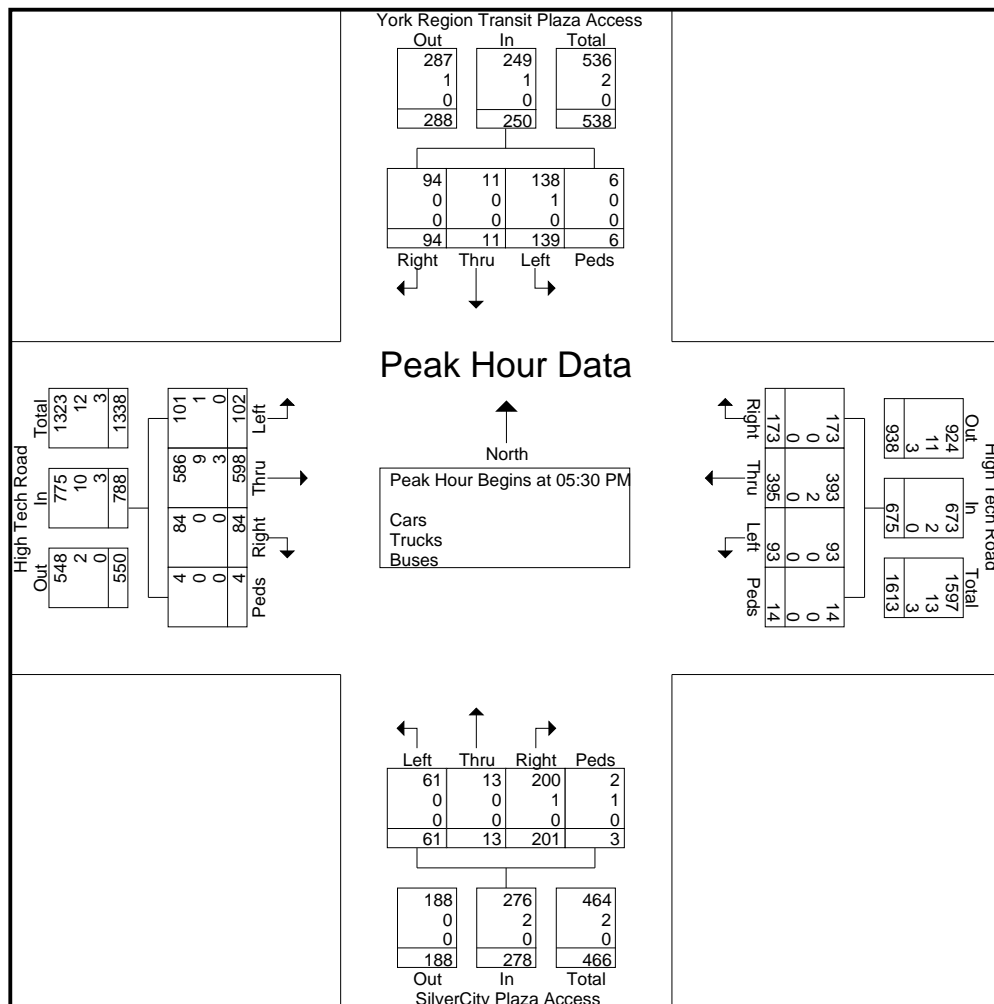 York Region Transit Plaza Access
Out In Total
287 249 536
1 1 2
0 0 0
288 250 538
94 11 138 6
0 0 1 0
0 0 0 0
94 11 139 6
Right Thru Left Peds
Peak Hour Data
North
Peak Hour Begins at 05:30 PM
Cars
Trucks
Buses
High Tech Road
Out In Total
548 775 1323
2 10 12
0 3 3
550 788 1338
4 84 586 101
0 0 9 1
0 0 3 0
4 84 598 102
Peds Right Thru Left
High Tech Road
Out In Total
924 673 1597
11 2 13
3 0 3
938 675 1613
173 393 93 14
0 2 0 0
0 0 0 0
173 395 93 14
Right Thru Left Peds
Left Thru Right Peds
61 13 200 2
0 0 1 1
0 0 0 0
61 13 201 3
188 276 464
0 2 2
0 0 0
188 278 466
Out In Total
SilverCity Plaza Access